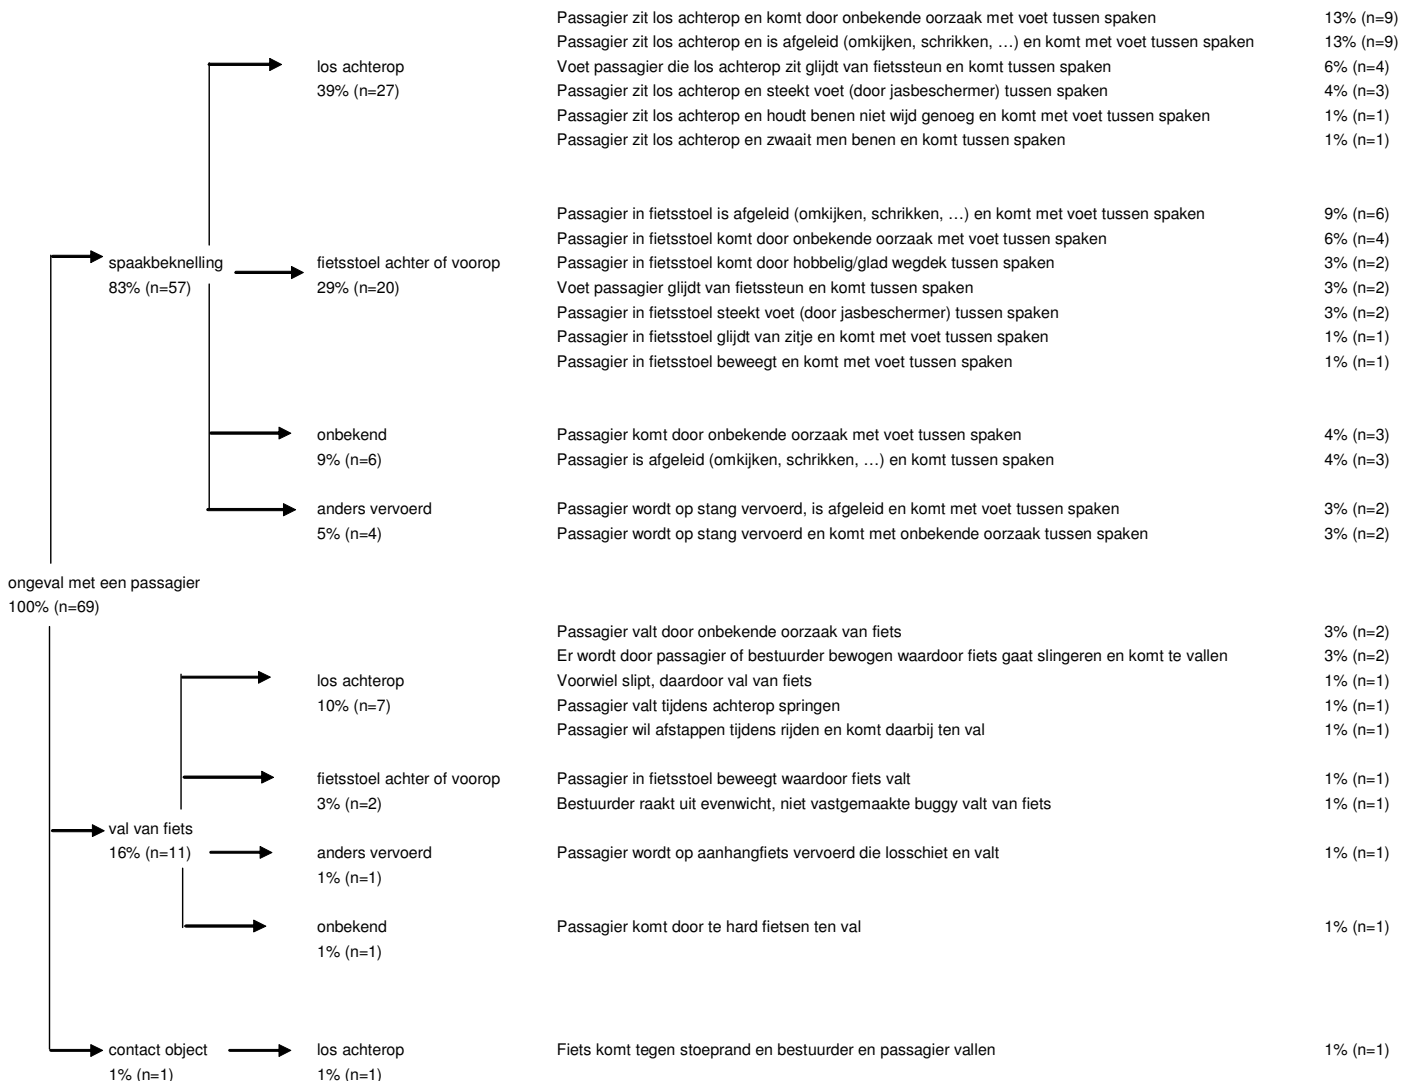 Passagier zit los achterop en komt door onbekende oorzaak met voet tussen spaken 13% (n=9)
Passagier zit los achterop en is afgeleid (omkijken, schrikken, …) en komt met voet tussen spaken 13% (n=9)
los achterop Voet passagier die los achterop zit glijdt van fietssteun en komt tussen spaken 6% (n=4)
39% (n=27) Passagier zit los achterop en steekt voet (door jasbeschermer) tussen spaken 4% (n=3)
Passagier zit los achterop en houdt benen niet wijd genoeg en komt met voet tussen spaken 1% (n=1)
Passagier zit los achterop en zwaait men benen en komt tussen spaken 1% (n=1)
Passagier in fietsstoel is afgeleid (omkijken, schrikken, …) en komt met voet tussen spaken 9% (n=6)
Passagier in fietsstoel komt door onbekende oorzaak met voet tussen spaken 6% (n=4)
spaakbeknelling fietsstoel achter of voorop Passagier in fietsstoel komt door hobbelig/glad wegdek tussen spaken 3% (n=2)
83% (n=57) 29% (n=20) Voet passagier glijdt van fietssteun en komt tussen spaken 3% (n=2)
Passagier in fietsstoel steekt voet (door jasbeschermer) tussen spaken 3% (n=2)
Passagier in fietsstoel glijdt van zitje en komt met voet tussen spaken 1% (n=1)
Passagier in fietsstoel beweegt en komt met voet tussen spaken 1% (n=1)
onbekend Passagier komt door onbekende oorzaak met voet tussen spaken 4% (n=3)
9% (n=6) Passagier is afgeleid (omkijken, schrikken, …) en komt tussen spaken 4% (n=3)
anders vervoerd Passagier wordt op stang vervoerd, is afgeleid en komt met voet tussen spaken 3% (n=2)
5% (n=4) Passagier wordt op stang vervoerd en komt met onbekende oorzaak tussen spaken 3% (n=2)
ongeval met een passagier
100% (n=69)
Passagier valt door onbekende oorzaak van fiets 3% (n=2)
Er wordt door passagier of bestuurder bewogen waardoor fiets gaat slingeren en komt te vallen 3% (n=2)
los achterop Voorwiel slipt, daardoor val van fiets 1% (n=1)
10% (n=7) Passagier valt tijdens achterop springen 1% (n=1)
Passagier wil afstappen tijdens rijden en komt daarbij ten val 1% (n=1)
fietsstoel achter of voorop Passagier in fietsstoel beweegt waardoor fiets valt 1% (n=1)
3% (n=2) Bestuurder raakt uit evenwicht, niet vastgemaakte buggy valt van fiets 1% (n=1)
val van fiets
16% (n=11) anders vervoerd Passagier wordt op aanhangfiets vervoerd die losschiet en valt 1% (n=1)
1% (n=1)
onbekend Passagier komt door te hard fietsen ten val 1% (n=1)
1% (n=1)
contact object los achterop Fiets komt tegen stoeprand en bestuurder en passagier vallen 1% (n=1)
1% (n=1) 1% (n=1)